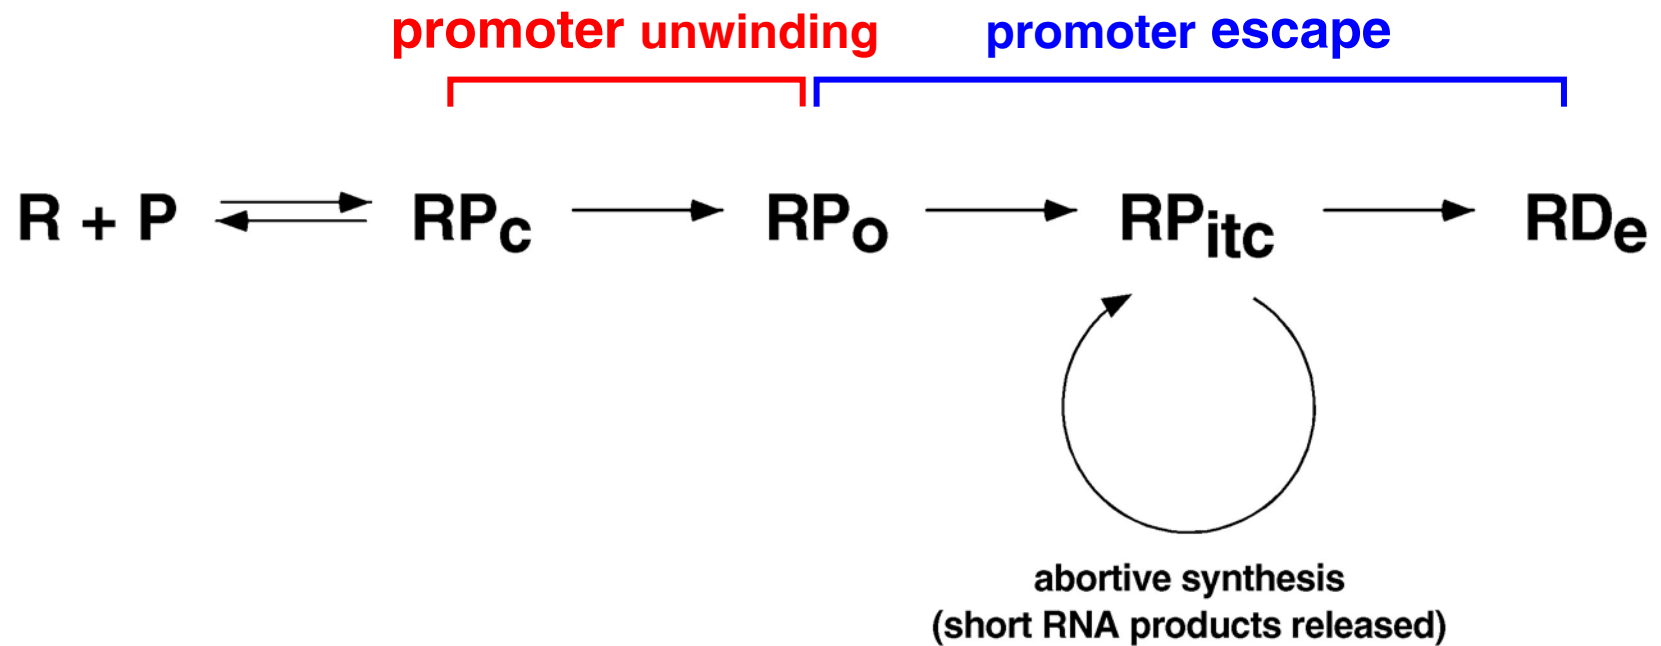 promoter unwinding promoter escape
R + P RPc RPo RPitc RDe
abortive synthesis
(short RNA products released)